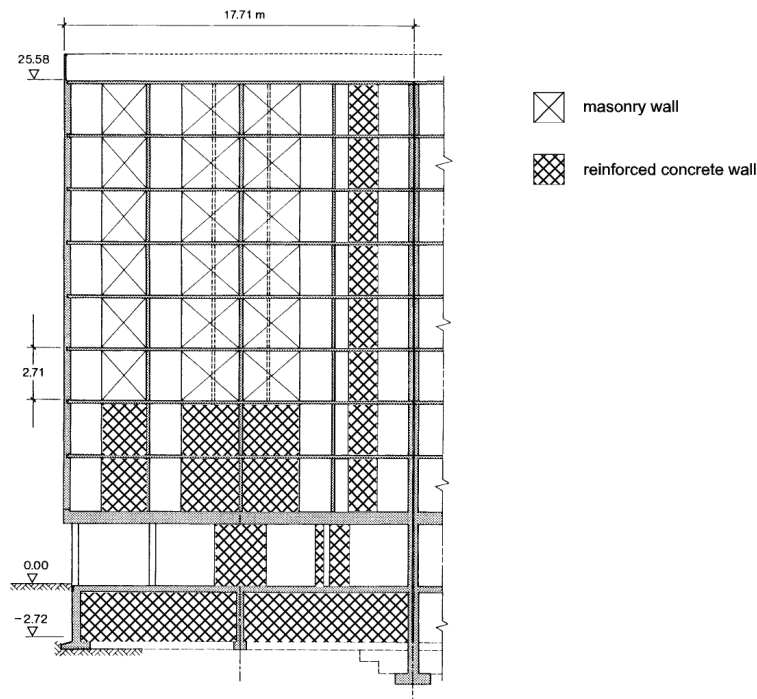 17.71 m
25.58
masonry wall
reinforced concrete wall
2.71
0.00
−2.72